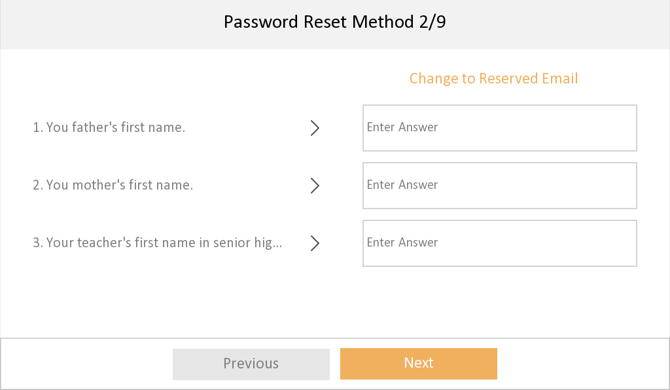 Password Reset Method 2/9
Change to Reserved Email
1. You father's first name.
Enter Answer
2. You mother's first name.
Enter Answer
3. Your teacher's first name in senior hig...
Enter Answer
Previous
Next